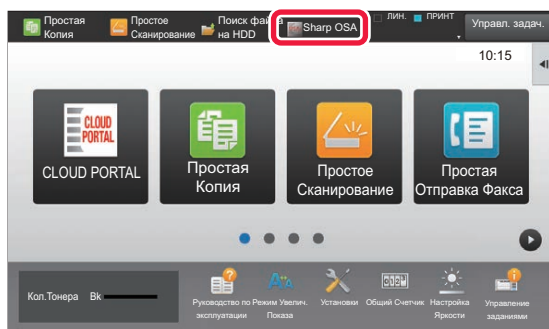 Простая
Копия
Простое
Сканирование
Поиск файла
на HDD
Sharp OSA
ЛИН.
ПРИНТ
Управл. задач.
10:15
CLOUD
PORTAL
CLOUD PORTAL
Простая
Копия
Простое
Сканирование
Простая
Отправка Факса
Кол.Тонера Bk
Руководство по
эксплуатации
Режим Увелич.
Показа
Установки
Общий Счетчик
Настройка
Яркости
Управление
заданиями